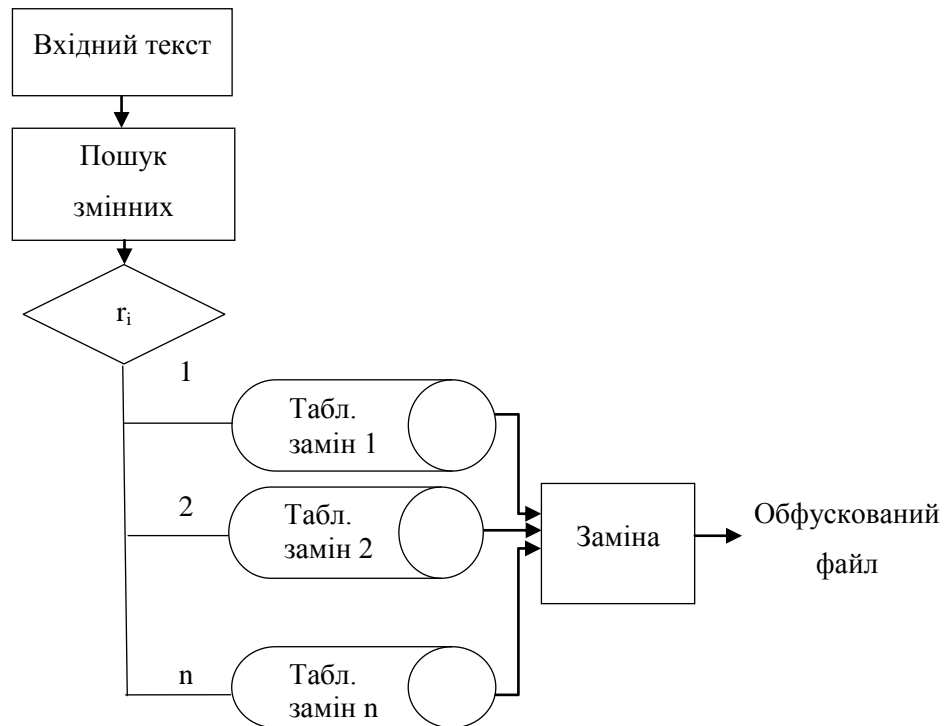 Вхідний текст
Пошук
змінних
rᵢ
1
Табл.
замін 1
2
Табл.
замін 2
Заміна
Обфускований
файл
n
Табл.
замін n